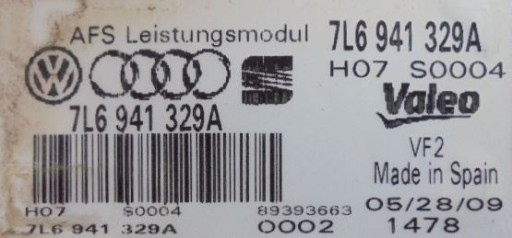 AFS Leistungsmodul 7L6 941 329A
H07 S0004
7L6 941 329A Valeo
VF2
Made in Spain
H07 S0004 89393663 05/28/09
7L6 941 329A 0002 1478